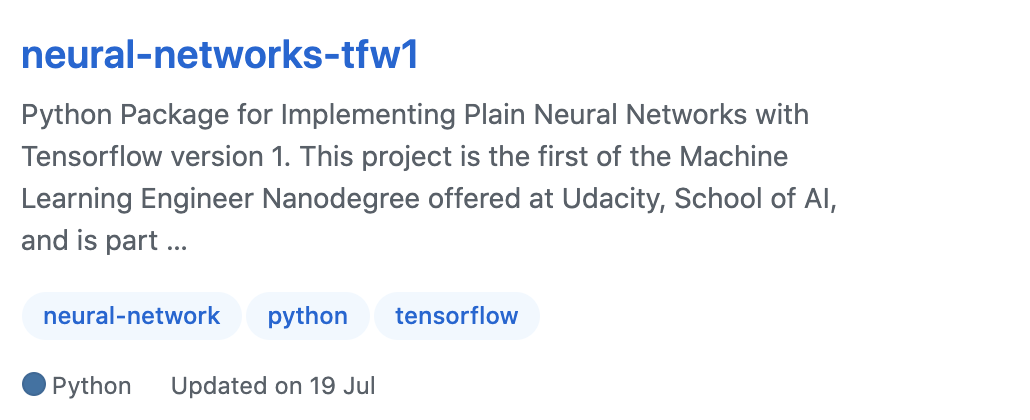 neural-networks-tfw1
Python Package for Implementing Plain Neural Networks with
Tensorflow version 1. This project is the first of the Machine
Learning Engineer Nanodegree offered at Udacity, School of AI,
and is part ...
neural-network python tensorflow
Python Updated on 19 Jul